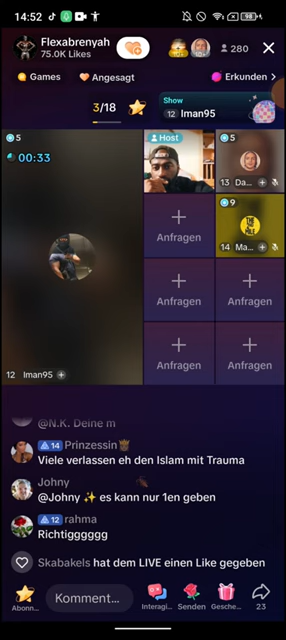 14:52
98
Flexabrenyah
75.0K Likes
280
Games
Angesagt
Erkunden
3/18
Show
12 Iman95
5
00:33
Host
5
13 Da...
Anfragen
9
14 Ma...
Anfragen
Anfragen
Anfragen
Anfragen
Anfragen
12 Iman95
@N.K. Deine m
14 Prinzessin
Viele verlassen eh den Islam mit Trauma
Johny
@Johny ✨ es kann nur 1en geben
12 rahma
Richtigggggg
Skabakels hat dem LIVE einen Like gegeben
Abonn...
Komment...
Interagi...
Senden
Gesche...
23